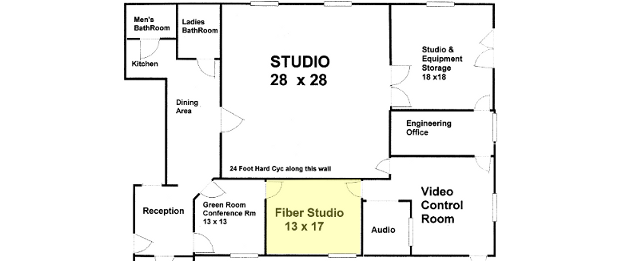 Men's
BathRoom
Ladies
BathRoom
Kitchen
Dining
Area
STUDIO
28 x 28
24 Foot Hard Cyc along this wall
Studio &
Equipment
Storage
18 x18
Engineering
Office
Reception
Green Room
Conference Rm
13 x 13
Fiber Studio
13 x 17
Audio
Video
Control
Room